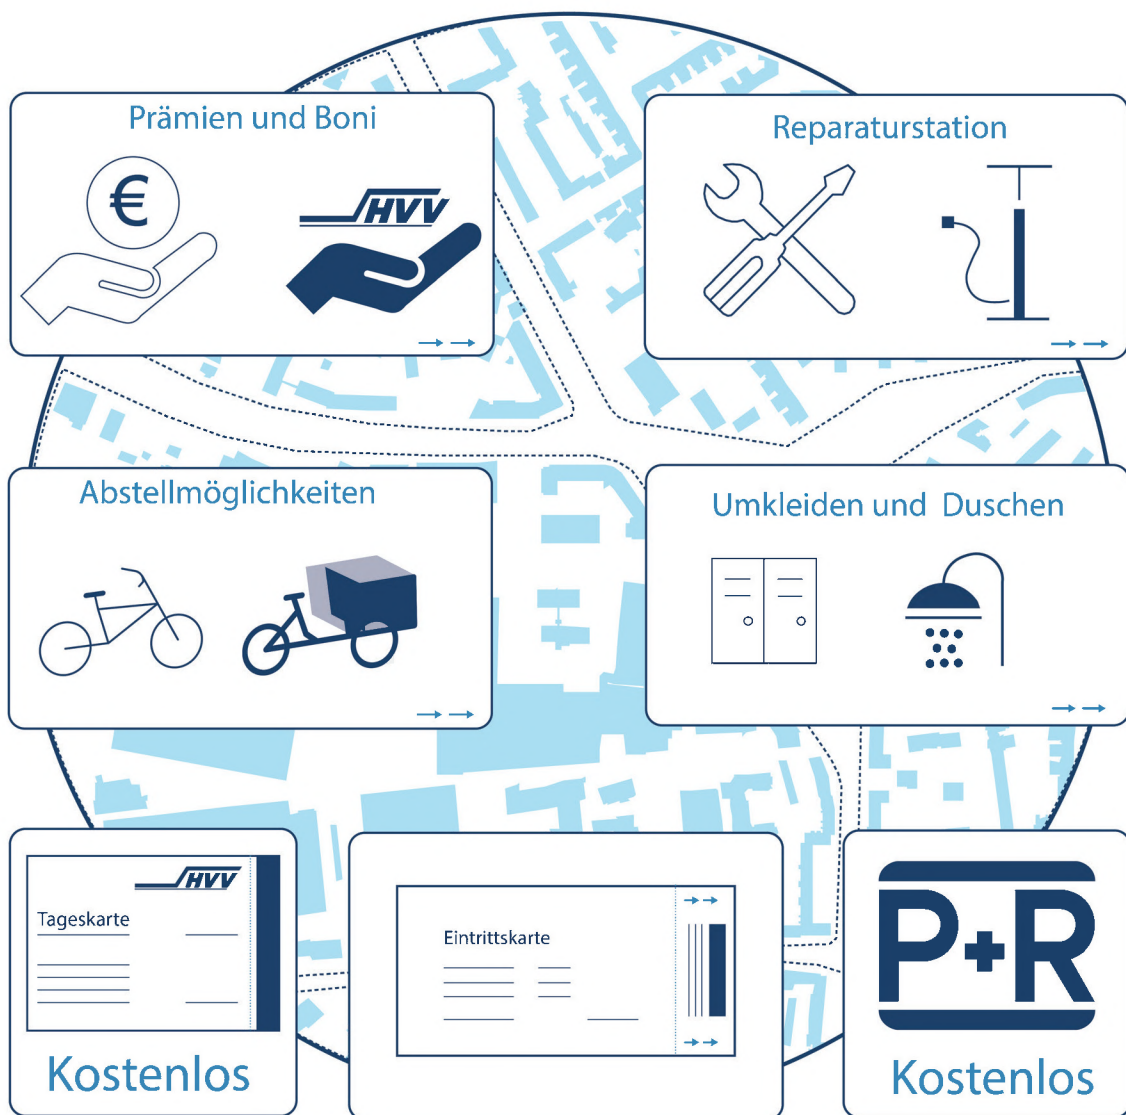 Prämien und Boni
€
HVV
Reparaturstation
Abstellmöglichkeiten
Umkleiden und Duschen
HVV
Tageskarte
Kostenlos
Eintrittskarte
P+R
Kostenlos